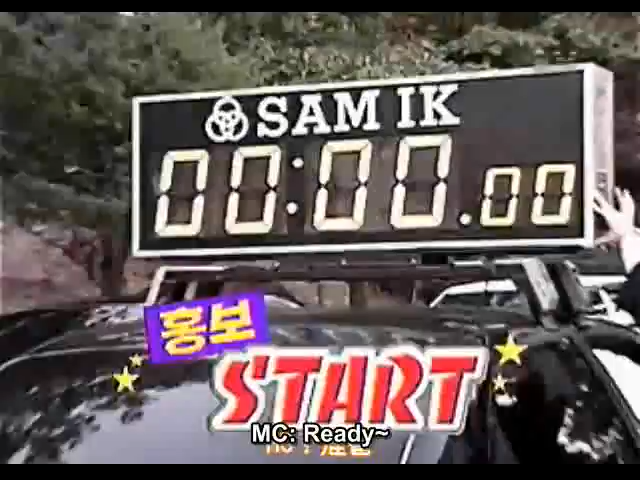 SAM IK
00:00.00
홍보
START
MC: Ready~